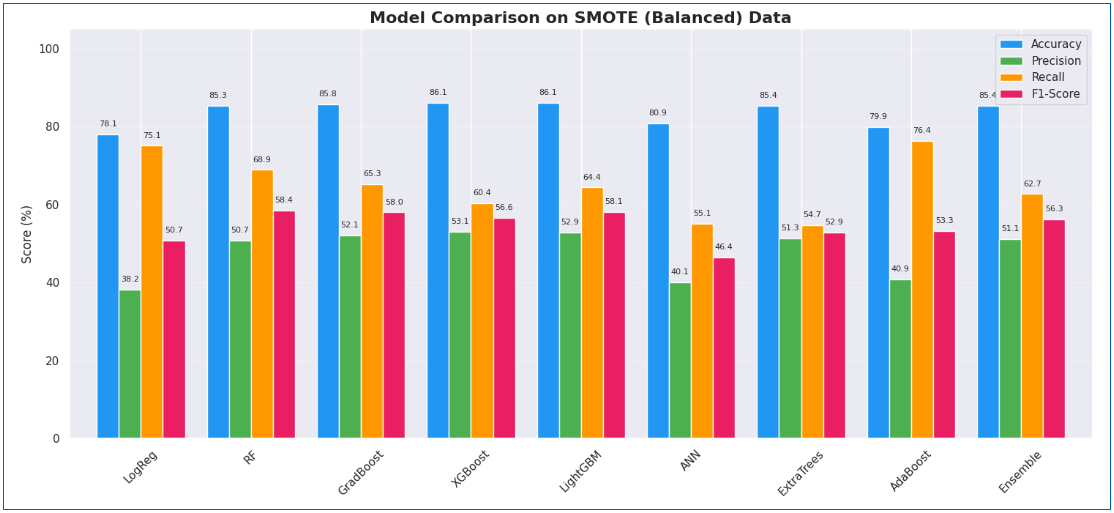 Model Comparison on SMOTE (Balanced) Data
Score (%)
100
80
60
40
20
0
Accuracy
Precision
Recall
F1-Score
78.1 38.2 75.1 50.7
85.3 50.7 68.9 58.4
85.8 52.1 65.3 58.0
86.1 53.1 60.4 56.6
86.1 52.9 64.4 58.1
80.9 40.1 55.1 46.4
85.4 51.3 54.7 52.9
79.9 40.9 76.4 53.3
85.4 51.1 62.7 56.3
LogReg
RF
GradBoost
XGBoost
LightGBM
ANN
ExtraTrees
AdaBoost
Ensemble